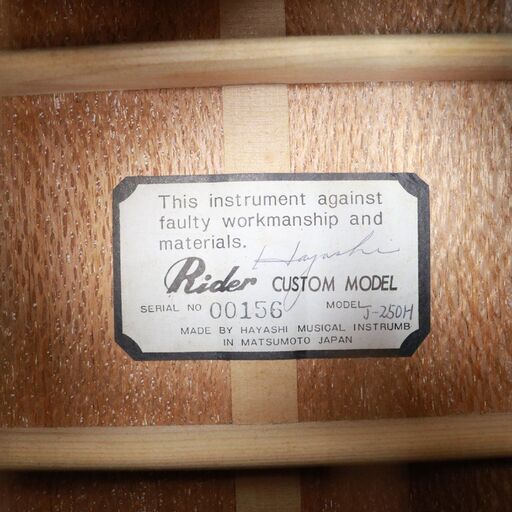 This instrument against
faulty workmanship and
materials. Hayashi
Rider CUSTOM MODEL
SERIAL NO 00156 MODEL J-250H
MADE BY HAYASHI MUSICAL INSTRUMB
IN MATSUMOTO JAPAN